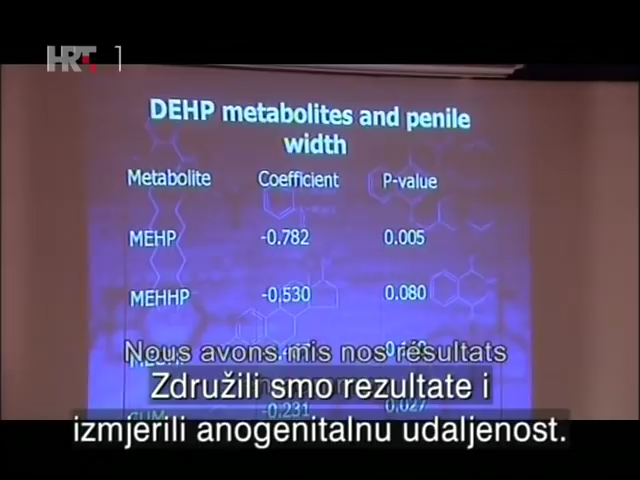 HRT 1
DEHP metabolites and penile
width
Metabolite Coefficient P-value
MEHP -0.782 0.005
MEHHP -0.530 0.080
Nous avons mis nos résultats
Združili smo rezultate i
-0.231 0.027
izmjerili anogenitalnu udaljenost.